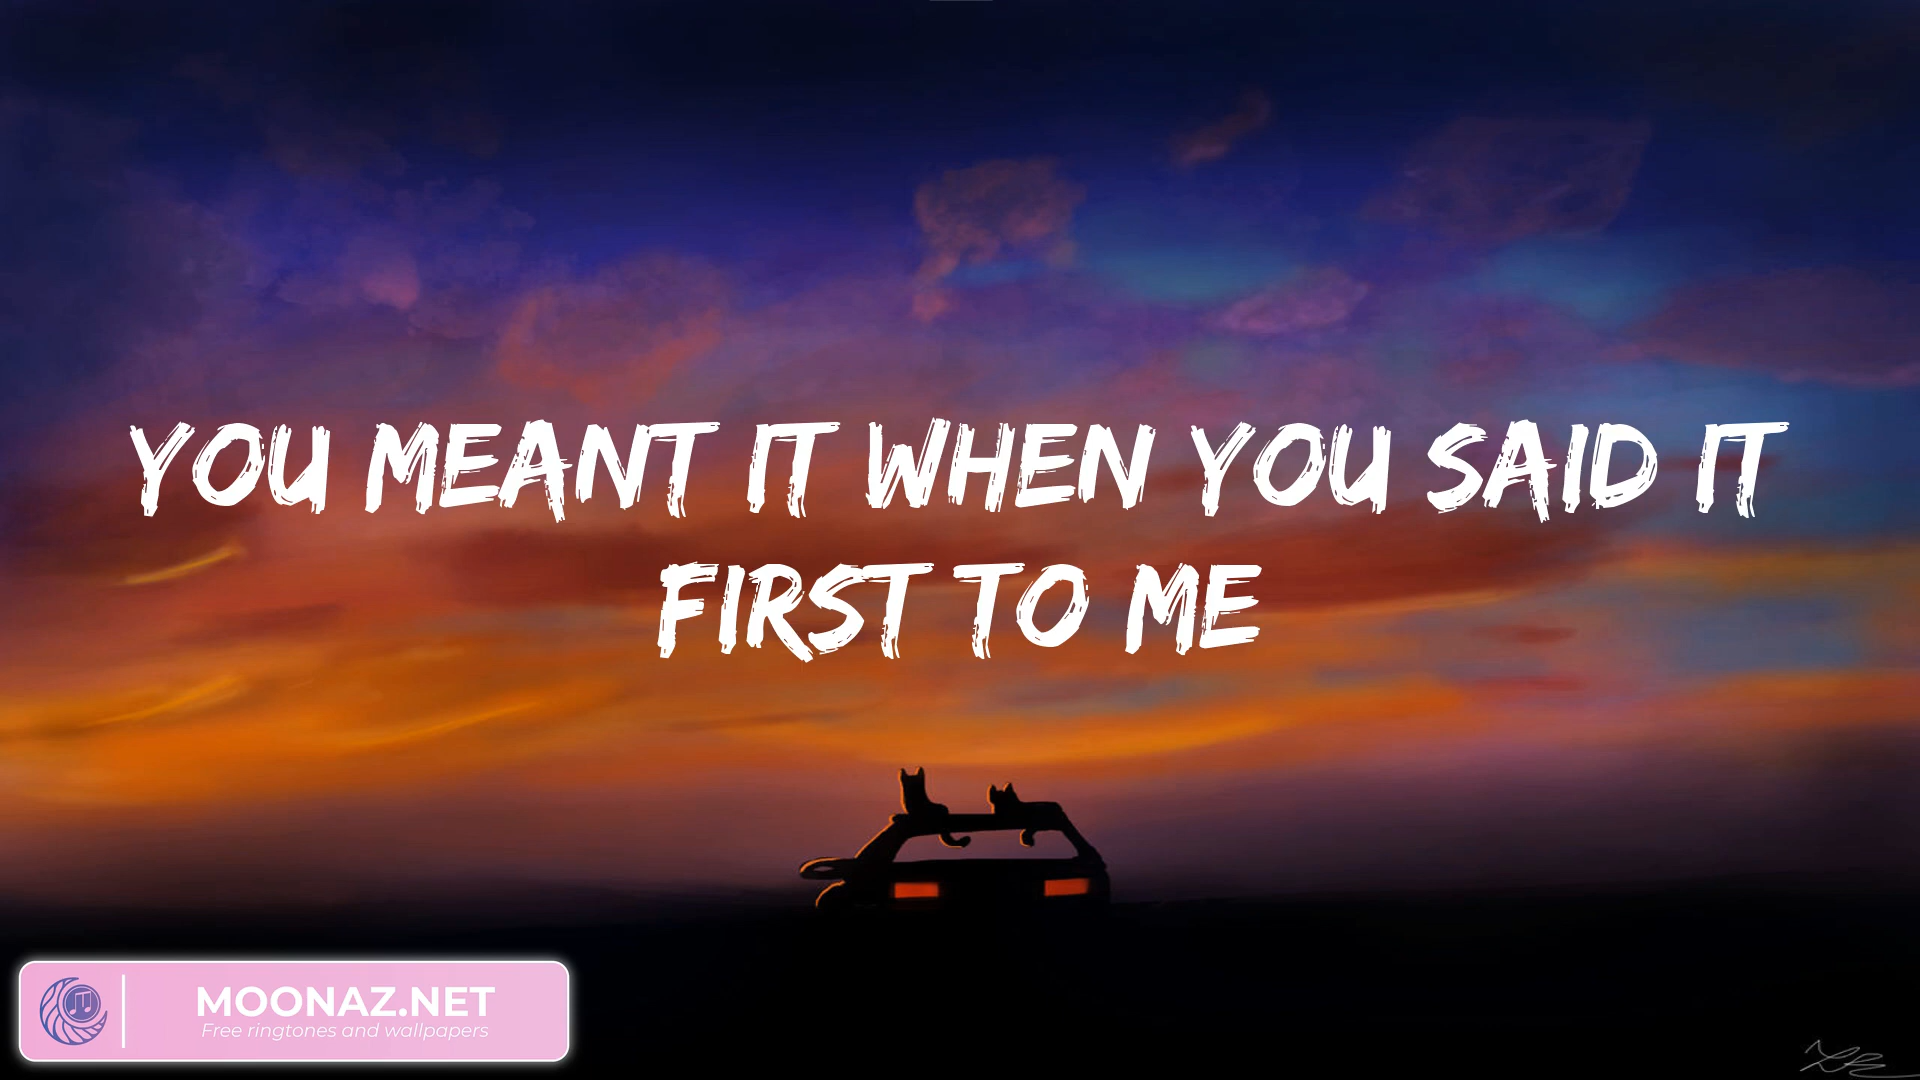 YOU MEANT IT WHEN YOU SAID IT
FIRST TO ME
MOONAZ.NET
Free ringtones and wallpapers